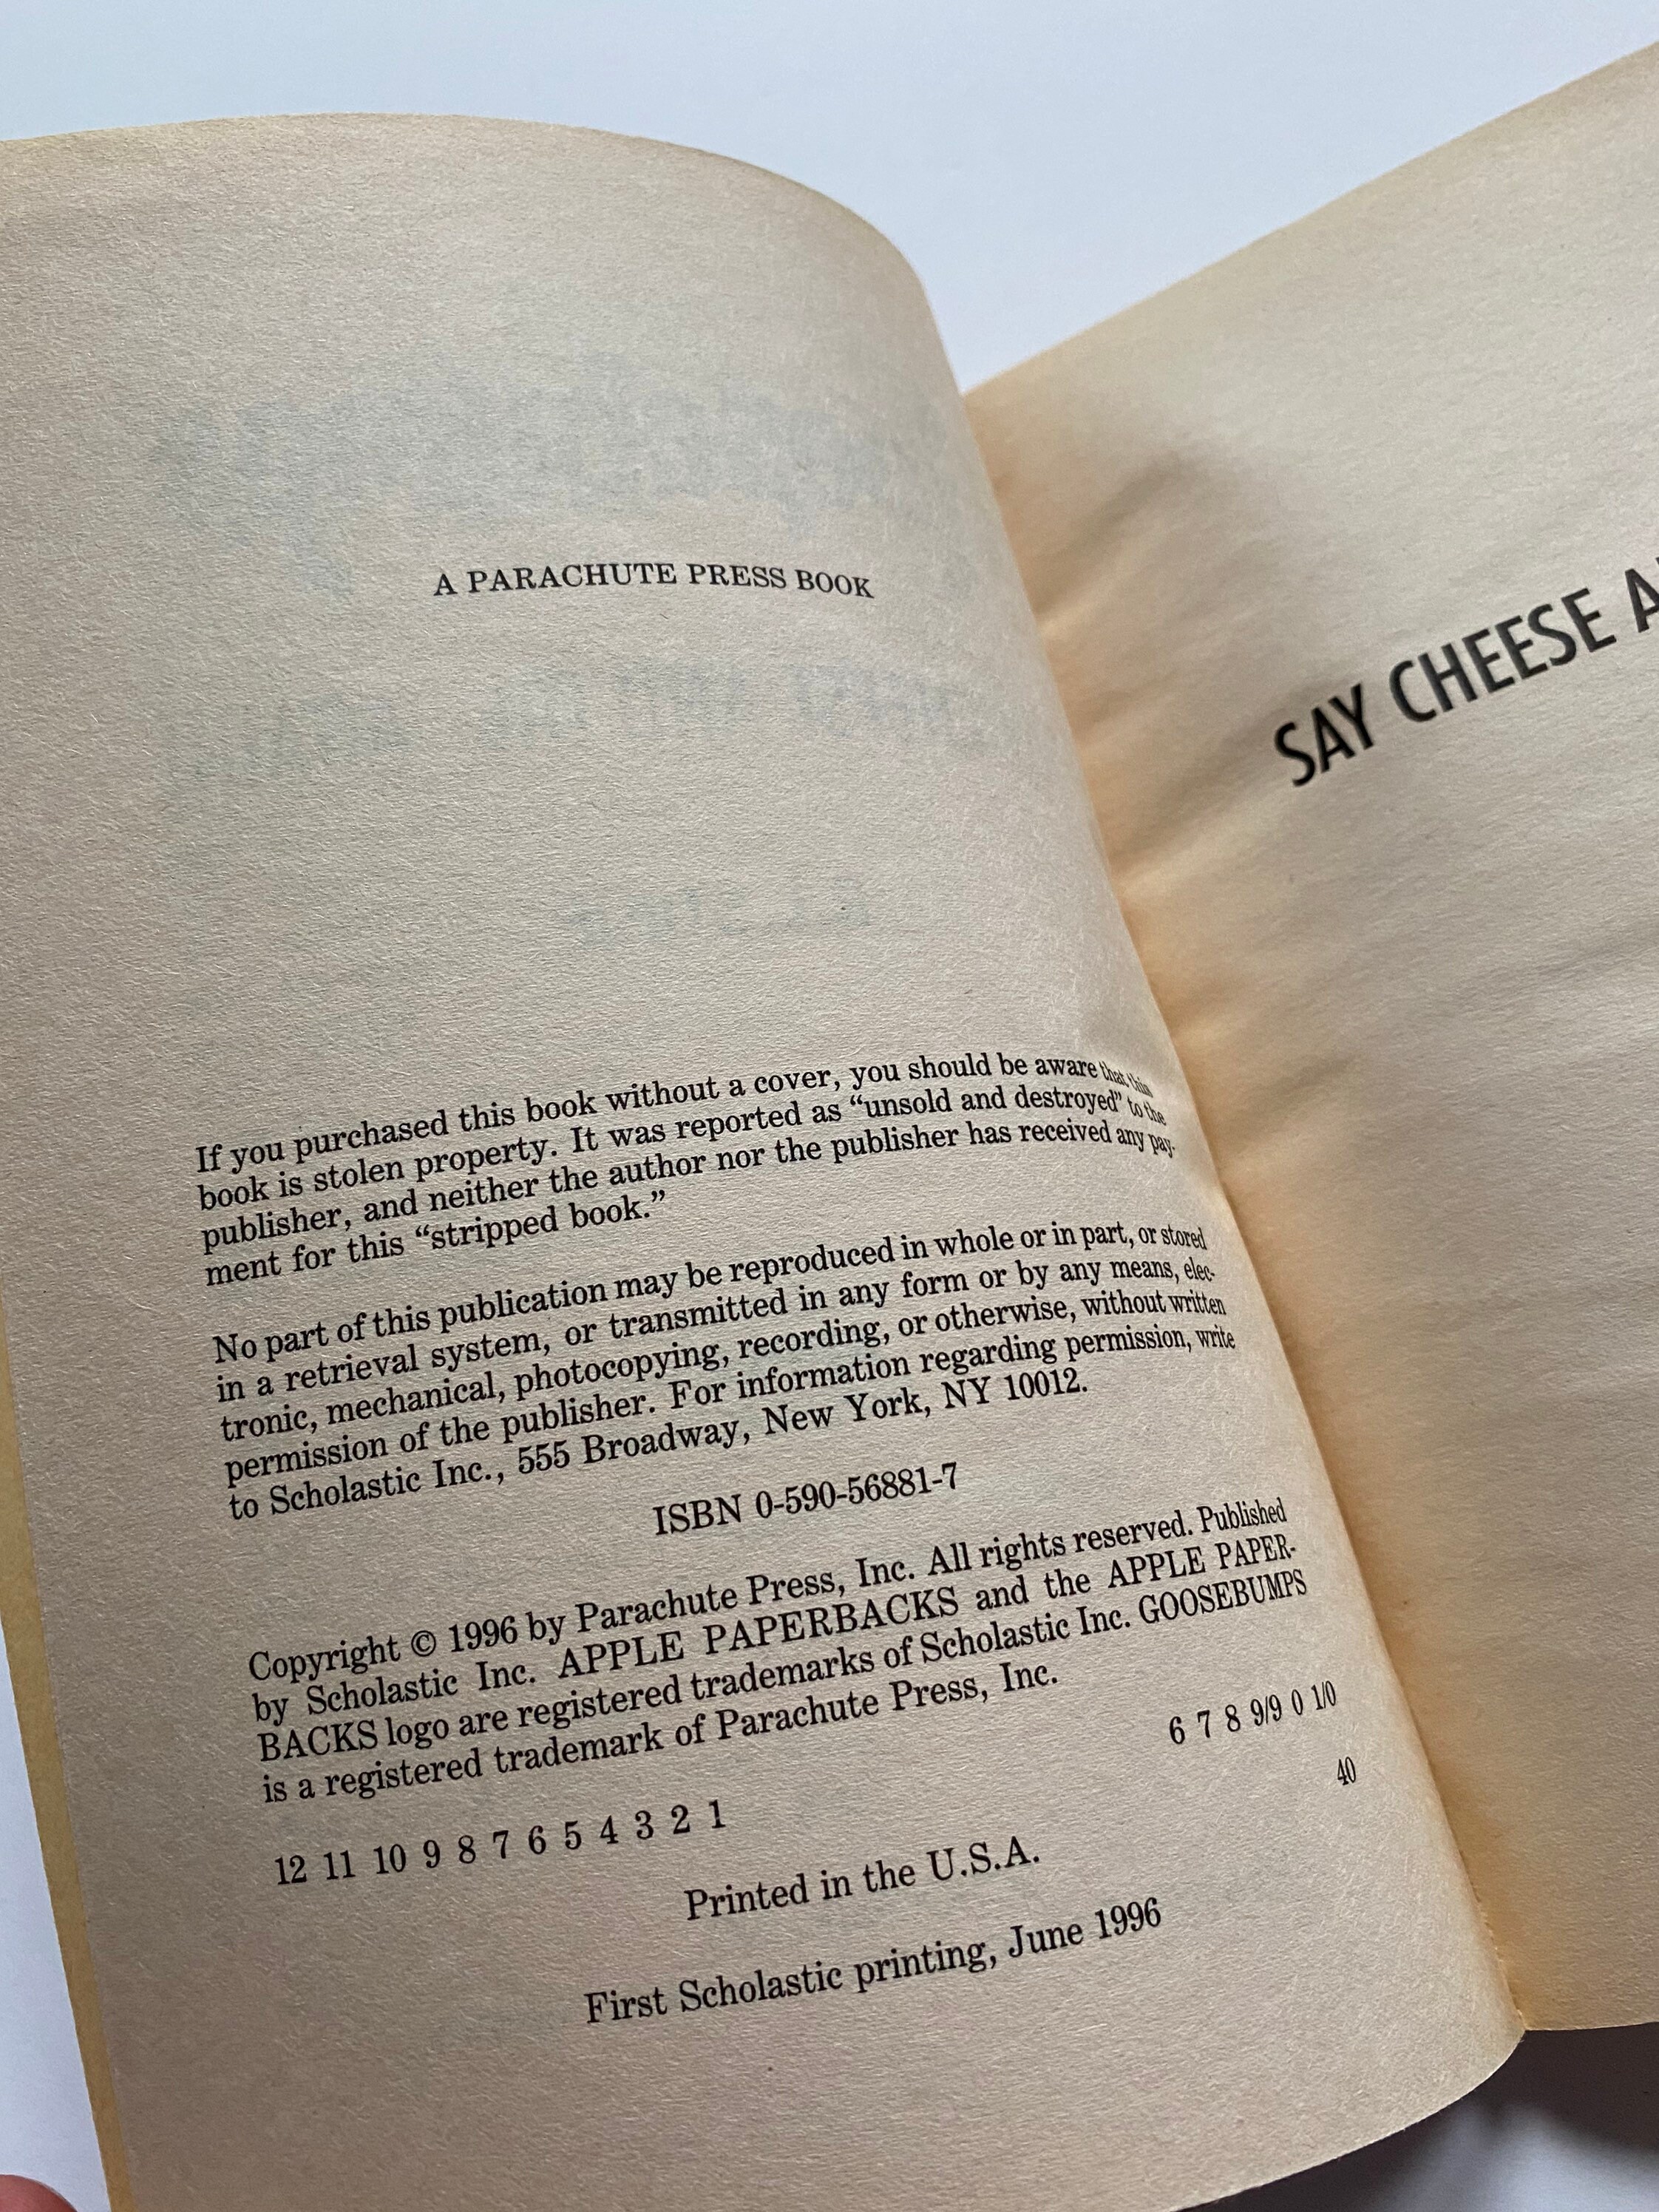 A PARACHUTE PRESS BOOK
If you purchased this book without a cover, you should be aware that this
book is stolen property. It was reported as “unsold and destroyed” to the
publisher, and neither the author nor the publisher has received any pay-
ment for this “stripped book.”
No part of this publication may be reproduced in whole or in part, or stored
in a retrieval system, or transmitted in any form or by any means, elec-
tronic, mechanical, photocopying, recording, or otherwise, without written
permission of the publisher. For information regarding permission, write
to Scholastic Inc., 555 Broadway, New York, NY 10012.
ISBN 0-590-56881-7
Copyright © 1996 by Parachute Press, Inc. All rights reserved. Published
by Scholastic Inc. APPLE PAPERBACKS and the APPLE PAPER-
BACKS logo are registered trademarks of Scholastic Inc. GOOSEBUMPS
is a registered trademark of Parachute Press, Inc.
12 11 10 9 8 7 6 5 4 3 2 1
6 7 8 9/9 0 1/0
40
Printed in the U.S.A.
First Scholastic printing, June 1996
SAY CHEESE